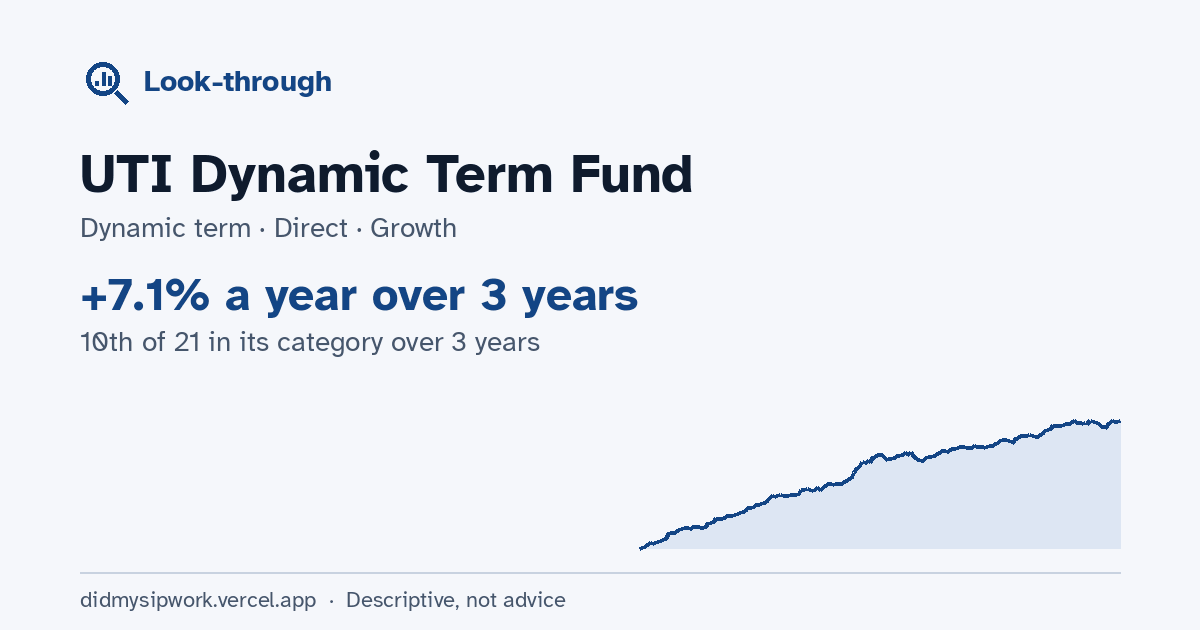 Look-through
UTI Dynamic Term Fund
Dynamic term · Direct · Growth
+7.1% a year over 3 years
10th of 21 in its category over 3 years
didmysipwork.vercel.app · Descriptive, not advice